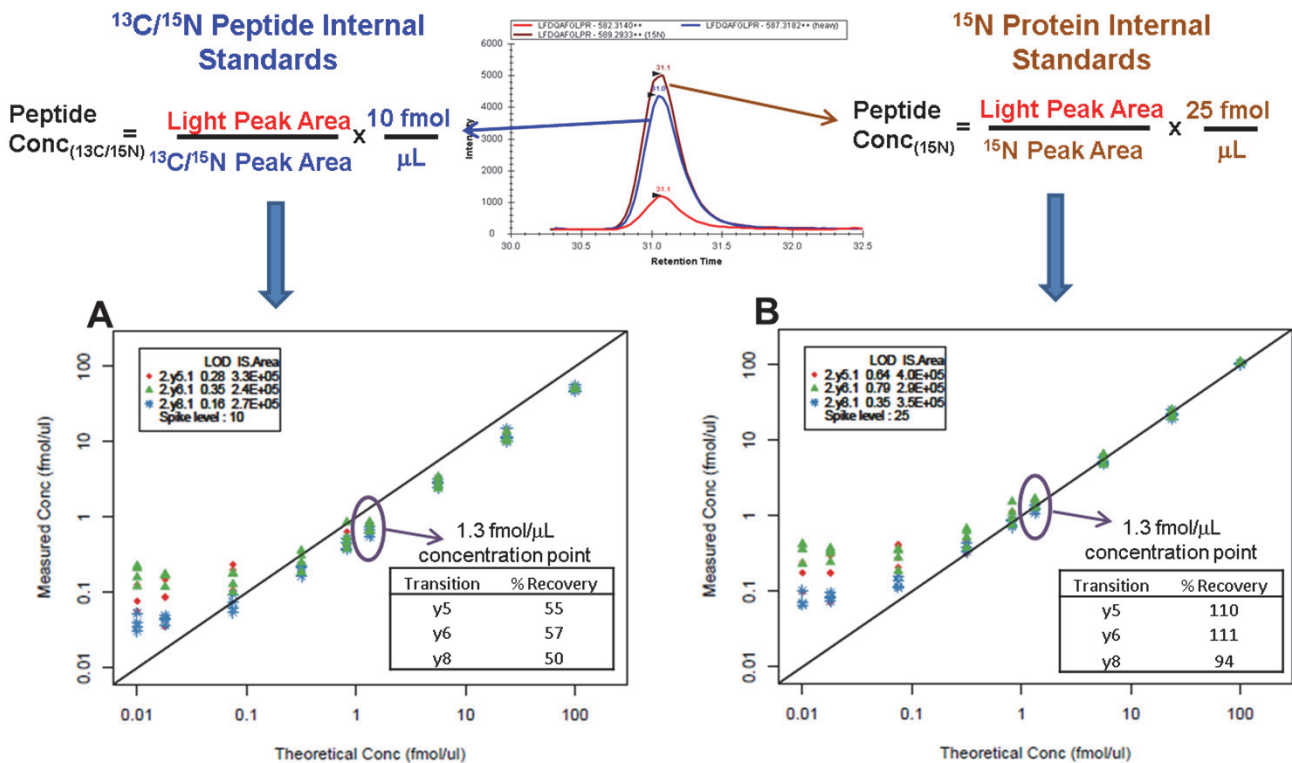 ¹³C/¹⁵N Peptide Internal
Standards
Peptide
Conc(13C/15N) = Light Peak Area / ¹³C/¹⁵N Peak Area x 10 fmol / µL
LFDQAFGLPR - 582.3140++
LFDQAFGLPR - 587.3182++ (heavy)
LFDQAFGLPR - 589.2933++ (15N)
6000
5000
4000
3000
2000
1000
0
Intensity
31.1
31.0
31.1
30.0 30.5 31.0 31.5 32.0 32.5
Retention Time
¹⁵N Protein Internal
Standards
Peptide
Conc(15N) = Light Peak Area / ¹⁵N Peak Area x 25 fmol / µL
A
LOD IS.Area
2.y5.1 0.28 3.3E+05
2.y6.1 0.35 2.4E+05
2.y8.1 0.16 2.7E+05
Spike level : 10
Measured Conc (fmol/ul)
100
10
1
0.1
0.01
1.3 fmol/µL
concentration point
Transition % Recovery
y5 55
y6 57
y8 50
0.01 0.1 1 10 100
Theoretical Conc (fmol/ul)
B
LOD IS.Area
2.y5.1 0.64 4.0E+05
2.y6.1 0.79 2.9E+05
2.y8.1 0.35 3.5E+05
Spike level : 25
Measured Conc (fmol/ul)
100
10
1
0.1
0.01
1.3 fmol/µL
concentration point
Transition % Recovery
y5 110
y6 111
y8 94
0.01 0.1 1 10 100
Theoretical Conc (fmol/ul)